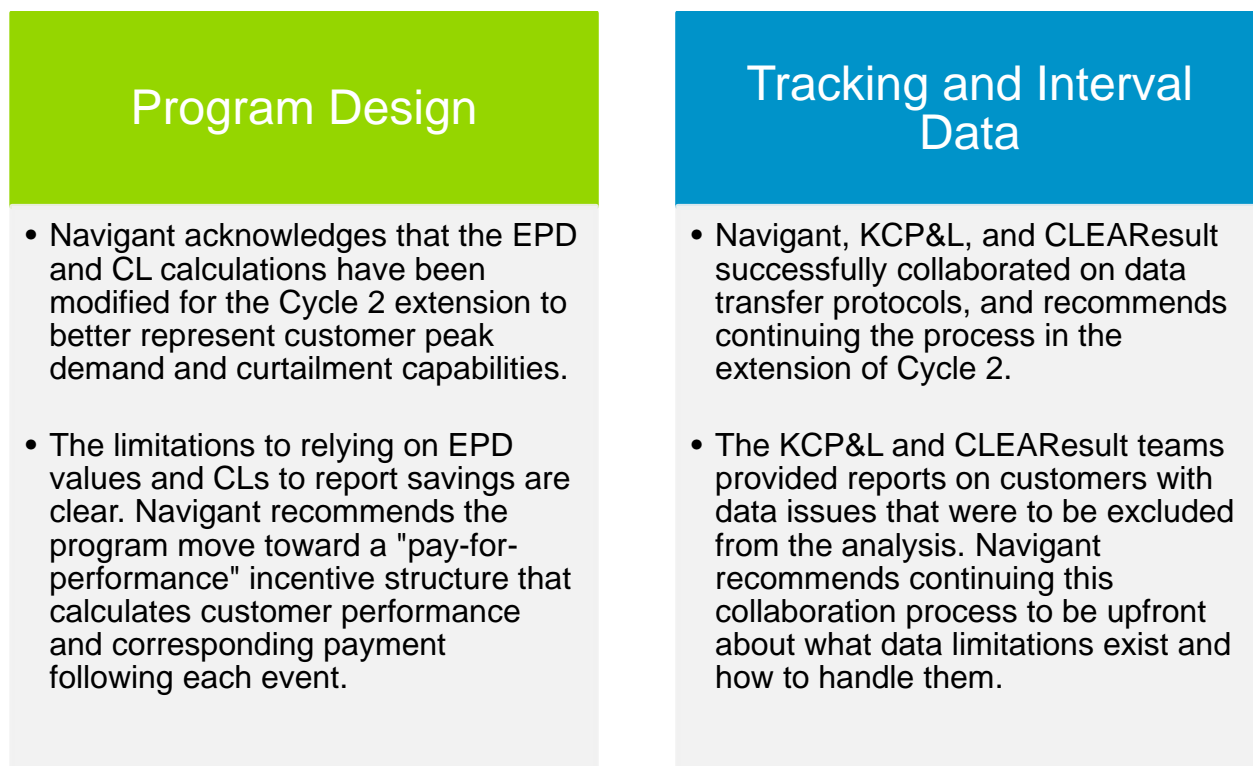 Program Design
• Navigant acknowledges that the EPD
and CL calculations have been
modified for the Cycle 2 extension to
better represent customer peak
demand and curtailment capabilities.
• The limitations to relying on EPD
values and CLs to report savings are
clear. Navigant recommends the
program move toward a "pay-for-
performance" incentive structure that
calculates customer performance
and corresponding payment
following each event.
Tracking and Interval
Data
• Navigant, KCP&L, and CLEAResult
successfully collaborated on data
transfer protocols, and recommends
continuing the process in the
extension of Cycle 2.
• The KCP&L and CLEAResult teams
provided reports on customers with
data issues that were to be excluded
from the analysis. Navigant
recommends continuing this
collaboration process to be upfront
about what data limitations exist and
how to handle them.